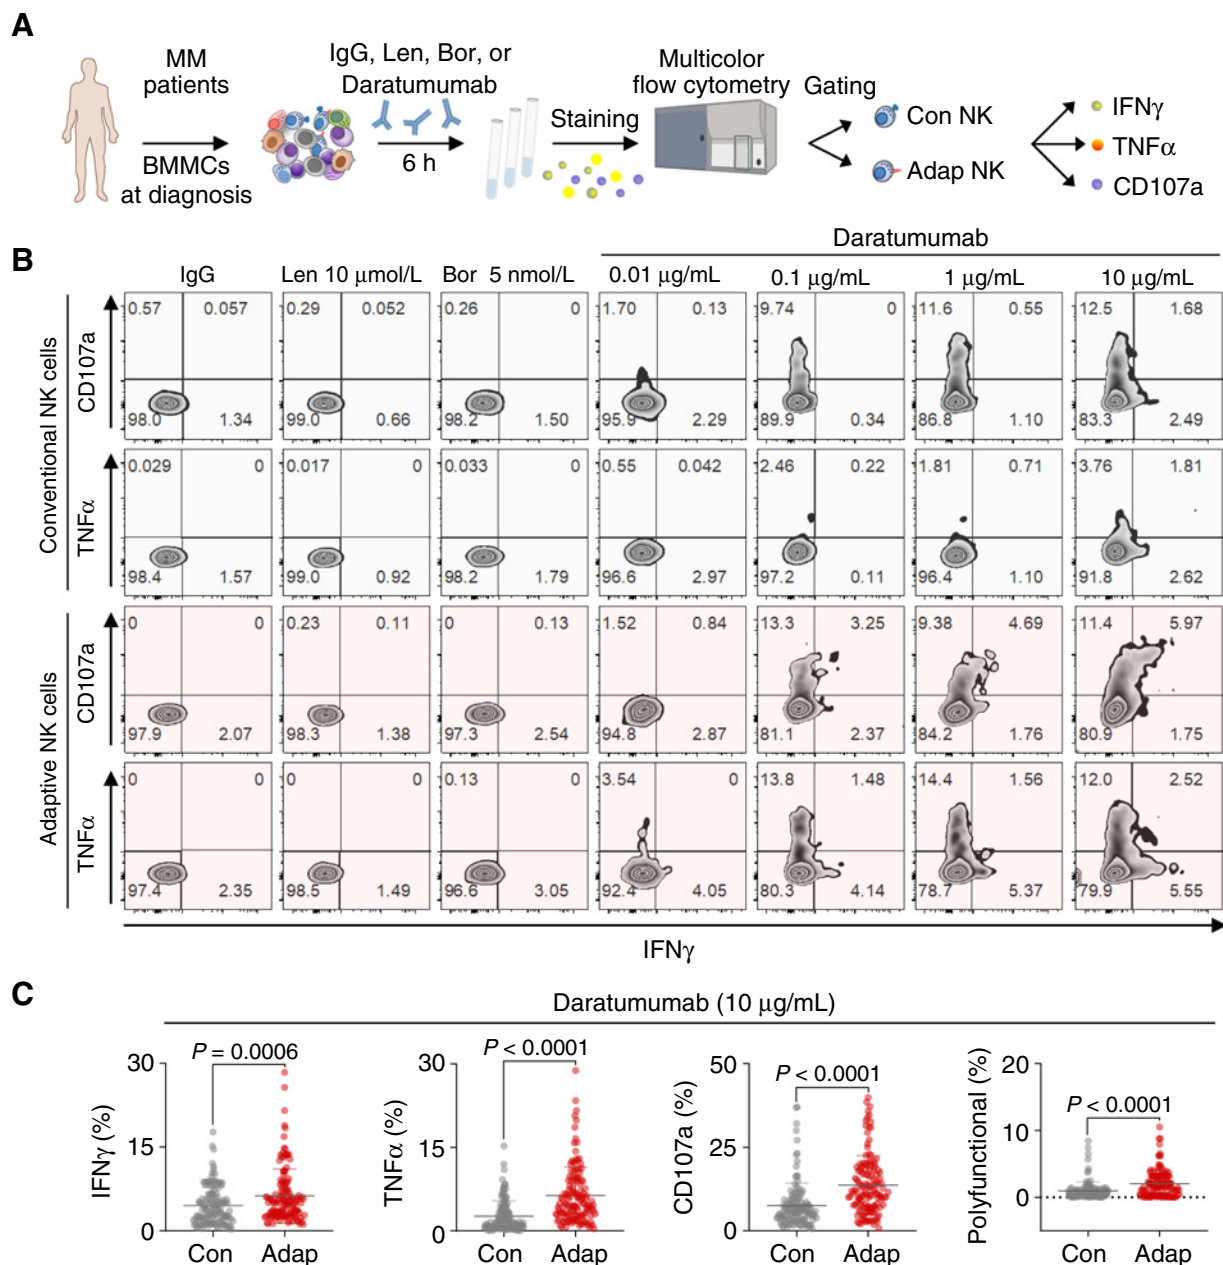 A
MM
patients
BMMCs
at diagnosis
IgG, Len, Bor, or
Daratumumab
6 h
Staining
Multicolor
flow cytometry
Gating
Con NK
Adap NK
IFNγ
TNFα
CD107a
B
Daratumumab
IgG
Len 10 μmol/L
Bor 5 nmol/L
0.01 μg/mL
0.1 μg/mL
1 μg/mL
10 μg/mL
Conventional NK cells
CD107a
0.57 0.057 0.29 0.052 0.26 0 1.70 0.13 9.74 0 11.6 0.55 12.5 1.68
98.0 1.34 99.0 0.66 98.2 1.50 95.9 2.29 89.9 0.34 86.8 1.10 83.3 2.49
TNFα
0.029 0 0.017 0 0.033 0 0.55 0.042 2.46 0.22 1.81 0.71 3.76 1.81
98.4 1.57 99.0 0.92 98.2 1.79 96.6 2.97 97.2 0.11 96.4 1.10 91.8 2.62
Adaptive NK cells
CD107a
0 0 0.23 0.11 0 0.13 1.52 0.84 13.3 3.25 9.38 4.69 11.4 5.97
97.9 2.07 98.3 1.38 97.3 2.54 94.8 2.87 81.1 2.37 84.2 1.76 80.9 1.75
TNFα
0 0 0 0 0.13 0 3.54 0 13.8 1.48 14.4 1.56 12.0 2.52
97.4 2.35 98.5 1.49 96.6 3.05 92.4 4.05 80.3 4.14 78.7 5.37 79.9 5.55
IFNγ
C
Daratumumab (10 μg/mL)
IFNγ (%)
30
15
0
P = 0.0006
Con Adap
TNFα (%)
30
15
0
P < 0.0001
Con Adap
CD107a (%)
50
25
0
P < 0.0001
Con Adap
Polyfunctional (%)
20
10
0
P < 0.0001
Con Adap